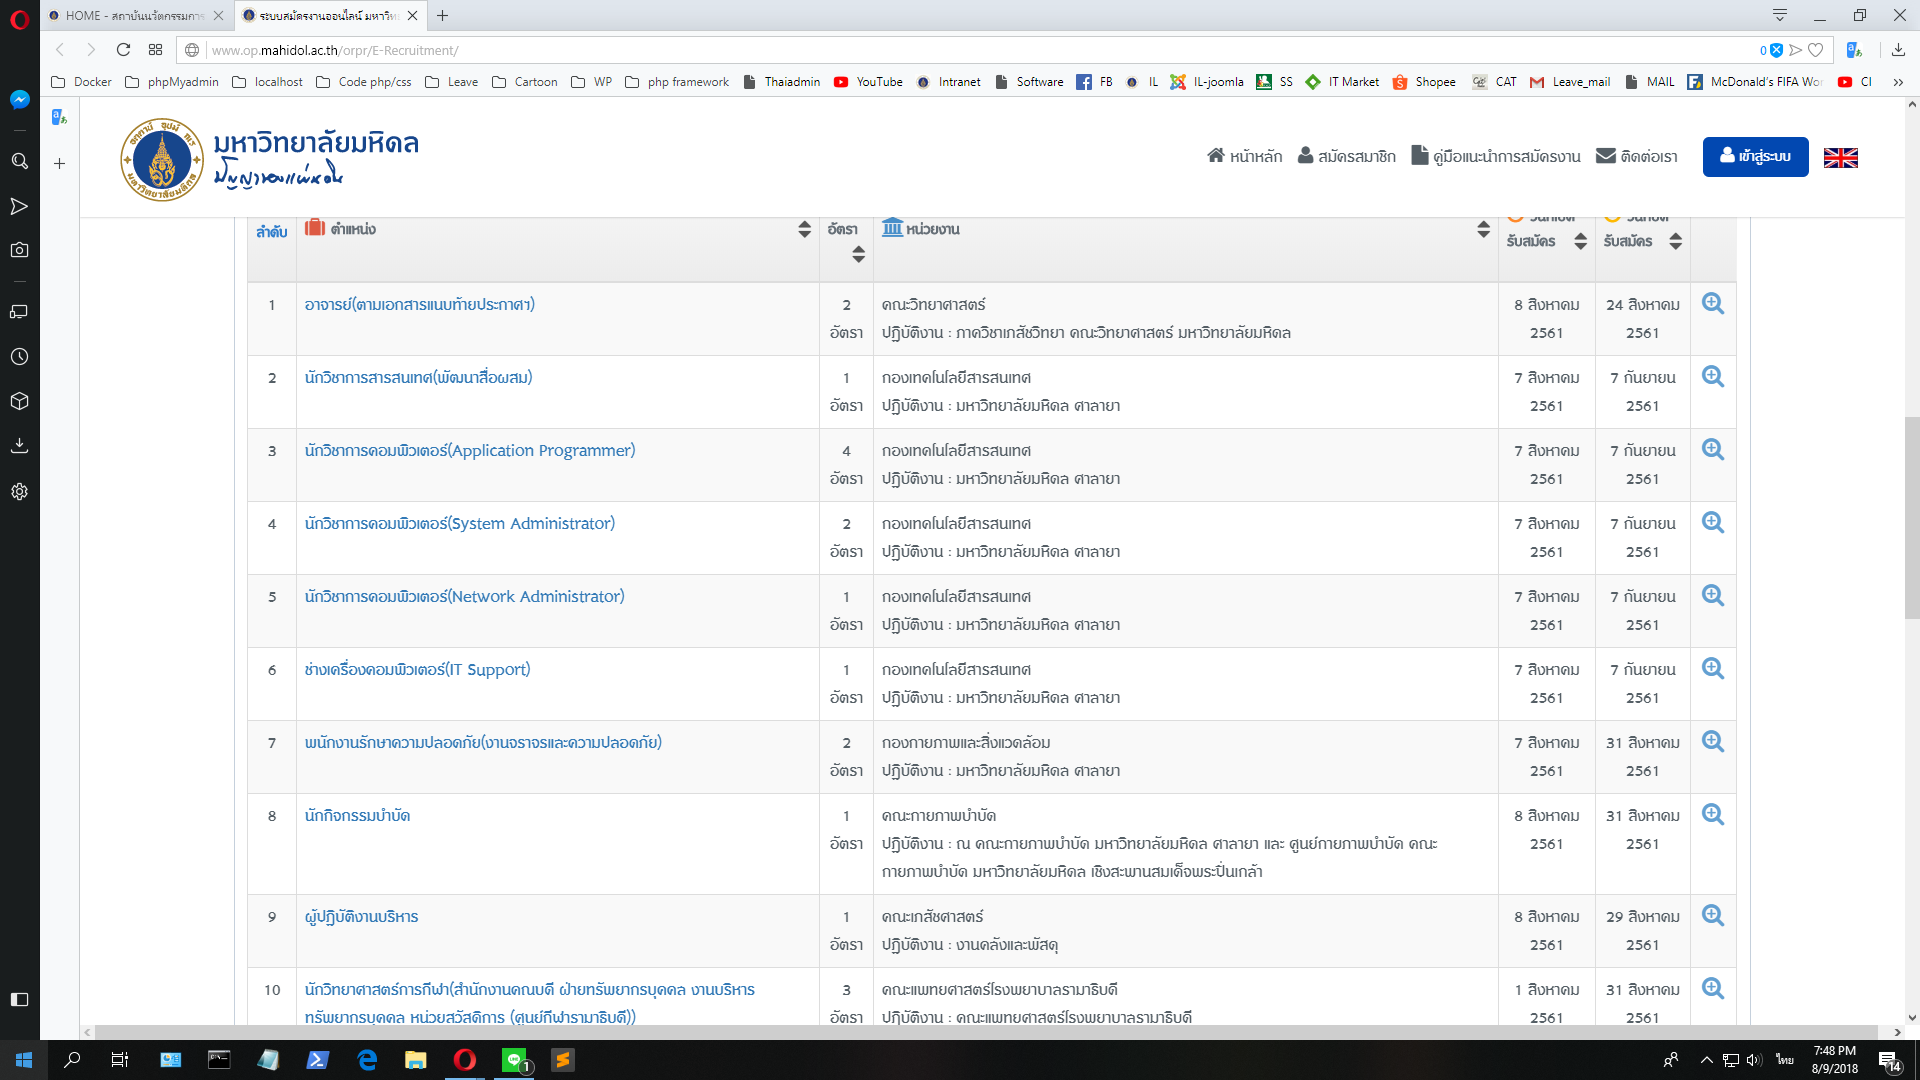 HOME - สถาบันนวัตกรรมการ
ระบบสมัครงานออนไลน์ มหาวิท
www.op.mahidol.ac.th/orpr/E-Recruitment/
0
Docker phpMyadmin localhost Code php/css Leave Cartoon WP php framework Thaiadmin YouTube Intranet Software FB IL IL-joomla SS IT Market Shopee CAT Leave_mail MAIL McDonald's FIFA Wor CI
มหาวิทยาลัยมหิดล
ปัญญาของแผ่นดิน
หน้าหลัก สมัครสมาชิก คู่มือแนะนำการสมัครงาน ติดต่อเรา เข้าสู่ระบบ
ลำดับ ตำแหน่ง อัตรา หน่วยงาน รับสมัคร รับสมัคร
1 อาจารย์(ตามเอกสารแนบท้ายประกาศฯ) 2 คณะวิทยาศาสตร์ 8 สิงหาคม 24 สิงหาคม
อัตรา ปฏิบัติงาน : ภาควิชาเภสัชวิทยา คณะวิทยาศาสตร์ มหาวิทยาลัยมหิดล 2561 2561
2 นักวิชาการสารสนเทศ(พัฒนาสื่อผสม) 1 กองเทคโนโลยีสารสนเทศ 7 สิงหาคม 7 กันยายน
อัตรา ปฏิบัติงาน : มหาวิทยาลัยมหิดล ศาลายา 2561 2561
3 นักวิชาการคอมพิวเตอร์(Application Programmer) 4 กองเทคโนโลยีสารสนเทศ 7 สิงหาคม 7 กันยายน
อัตรา ปฏิบัติงาน : มหาวิทยาลัยมหิดล ศาลายา 2561 2561
4 นักวิชาการคอมพิวเตอร์(System Administrator) 2 กองเทคโนโลยีสารสนเทศ 7 สิงหาคม 7 กันยายน
อัตรา ปฏิบัติงาน : มหาวิทยาลัยมหิดล ศาลายา 2561 2561
5 นักวิชาการคอมพิวเตอร์(Network Administrator) 1 กองเทคโนโลยีสารสนเทศ 7 สิงหาคม 7 กันยายน
อัตรา ปฏิบัติงาน : มหาวิทยาลัยมหิดล ศาลายา 2561 2561
6 ช่างเครื่องคอมพิวเตอร์(IT Support) 1 กองเทคโนโลยีสารสนเทศ 7 สิงหาคม 7 กันยายน
อัตรา ปฏิบัติงาน : มหาวิทยาลัยมหิดล ศาลายา 2561 2561
7 พนักงานรักษาความปลอดภัย(งานจราจรและความปลอดภัย) 2 กองกายภาพและสิ่งแวดล้อม 7 สิงหาคม 31 สิงหาคม
อัตรา ปฏิบัติงาน : มหาวิทยาลัยมหิดล ศาลายา 2561 2561
8 นักกิจกรรมบำบัด 1 คณะกายภาพบำบัด 8 สิงหาคม 31 สิงหาคม
อัตรา ปฏิบัติงาน : ณ คณะกายภาพบำบัด มหาวิทยาลัยมหิดล ศาลายา และ ศูนย์กายภาพบำบัด คณะ 2561 2561
กายภาพบำบัด มหาวิทยาลัยมหิดล เชิงสะพานสมเด็จพระปิ่นเกล้า
9 ผู้ปฏิบัติงานบริหาร 1 คณะเภสัชศาสตร์ 8 สิงหาคม 29 สิงหาคม
อัตรา ปฏิบัติงาน : งานคลังและพัสดุ 2561 2561
10 นักวิทยาศาสตร์การกีฬา(สำนักงานคณบดี ฝ่ายทรัพยากรบุคคล งานบริหาร 3 คณะแพทยศาสตร์โรงพยาบาลรามาธิบดี 1 สิงหาคม 31 สิงหาคม
ทรัพยากรบุคคล หน่วยสวัสดิการ (ศูนย์กีฬารามาธิบดี)) อัตรา ปฏิบัติงาน : คณะแพทยศาสตร์โรงพยาบาลรามาธิบดี 2561 2561
1
ไทย
7:48 PM
8/9/2018
14